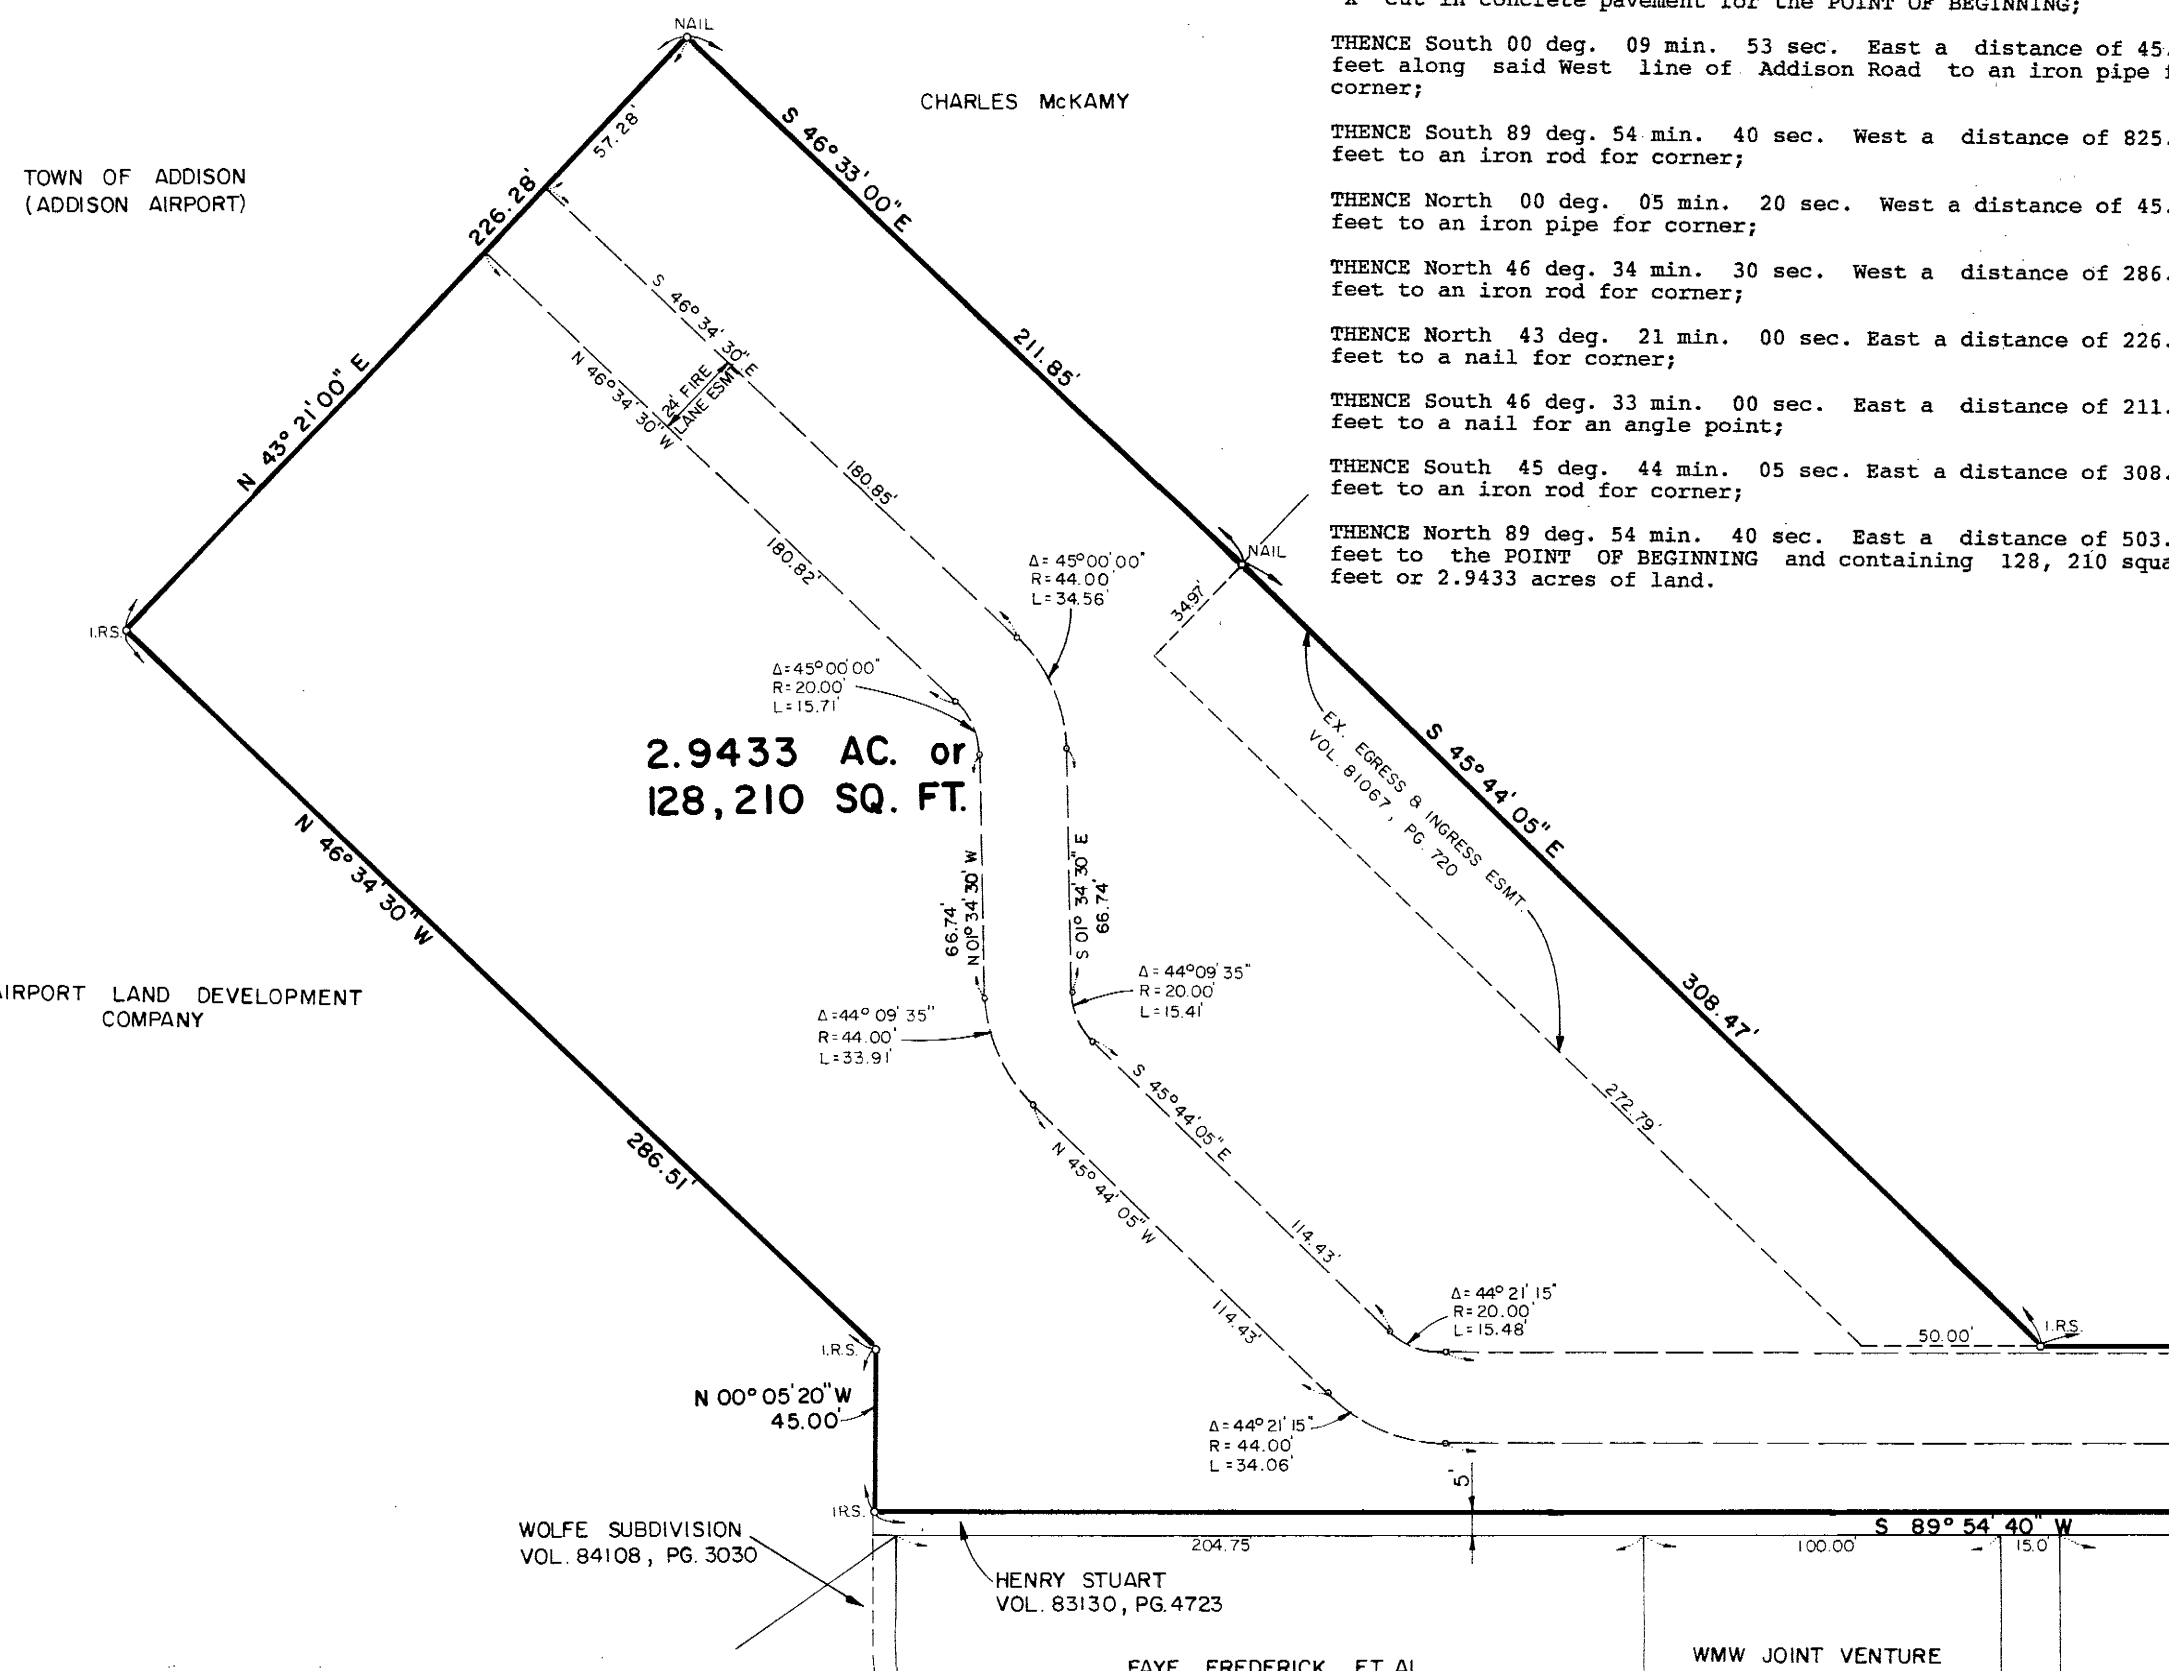 "X" cut in concrete pavement for the POINT OF BEGINNING;
THENCE South 00 deg. 09 min. 53 sec. East a distance of 45.
feet along said West line of Addison Road to an iron pipe
corner;
THENCE South 89 deg. 54 min. 40 sec. West a distance of 825.
feet to an iron rod for corner;
THENCE North 00 deg. 05 min. 20 sec. West a distance of 45.
feet to an iron pipe for corner;
THENCE North 46 deg. 34 min. 30 sec. West a distance of 286.
feet to an iron rod for corner;
THENCE North 43 deg. 21 min. 00 sec. East a distance of 226.
feet to a nail for corner;
THENCE South 46 deg. 33 min. 00 sec. East a distance of 211.
feet to a nail for an angle point;
THENCE South 45 deg. 44 min. 05 sec. East a distance of 308.
feet to an iron rod for corner;
THENCE North 89 deg. 54 min. 40 sec. East a distance of 503.
feet to the POINT OF BEGINNING and containing 128, 210 squa
feet or 2.9433 acres of land.
NAIL
CHARLES McKAMY
TOWN OF ADDISON
(ADDISON AIRPORT)
57.28'
226.28'
N 43° 21' 00" E
S 46° 33' 00" E
211.85'
S 46° 34' 30" E
N 46° 34' 30" W
24' FIRE
LANE ESMT.
180.85'
180.82'
NAIL
34.97'
Δ= 45°00'00"
R= 44.00'
L= 34.56'
I.R.S.
Δ=45°00'00"
R= 20.00'
L=15.71'
2.9433 AC. or
128,210 SQ. FT.
EX. EGRESS & INGRESS ESMT.
VOL. 81067, PG. 720
S 45° 44' 05" E
308.47'
N 46° 34' 30" W
286.51'
66.74'
N 01° 34' 30" W
S 01° 34' 30" E
66.74'
AIRPORT LAND DEVELOPMENT
COMPANY
Δ= 44°09'35"
R= 20.00'
L=15.41'
Δ=44° 09' 35"
R= 44.00'
L=33.91'
S 45° 44' 05" E
N 45° 44' 05" W
114.43'
114.43'
272.79'
Δ= 44° 21' 15"
R= 20.00'
L=15.48'
I.R.S.
50.00'
I.R.S.
N 00° 05' 20" W
45.00'
Δ=44° 21' 15"
R= 44.00'
L = 34.06'
5'
I.R.S.
S 89° 54' 40" W
WOLFE SUBDIVISION
VOL. 84108, PG. 3030
204.75
100.00'
15.0'
HENRY STUART
VOL. 83130, PG. 4723
WMW JOINT VENTURE
FAYE FREDERICK, ET AL